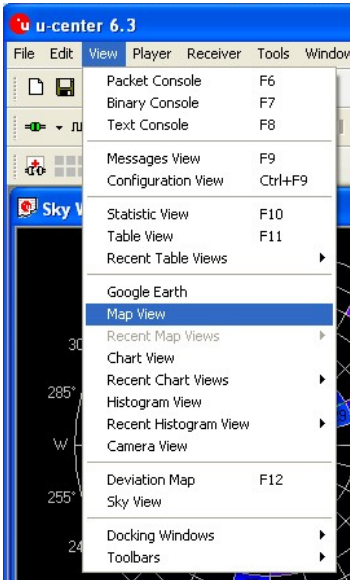 u-center 6.3
File Edit View Player Receiver Tools Window
Packet Console F6
Binary Console F7
Text Console F8
Messages View F9
Configuration View Ctrl+F9
Sky
Statistic View F10
Table View F11
Recent Table Views
Google Earth
Map View
Recent Map Views
30
Chart View
Recent Chart Views
285°
Histogram View
Recent Histogram View
W
Camera View
Deviation Map F12
255°
Sky View
Docking Windows
24
Toolbars